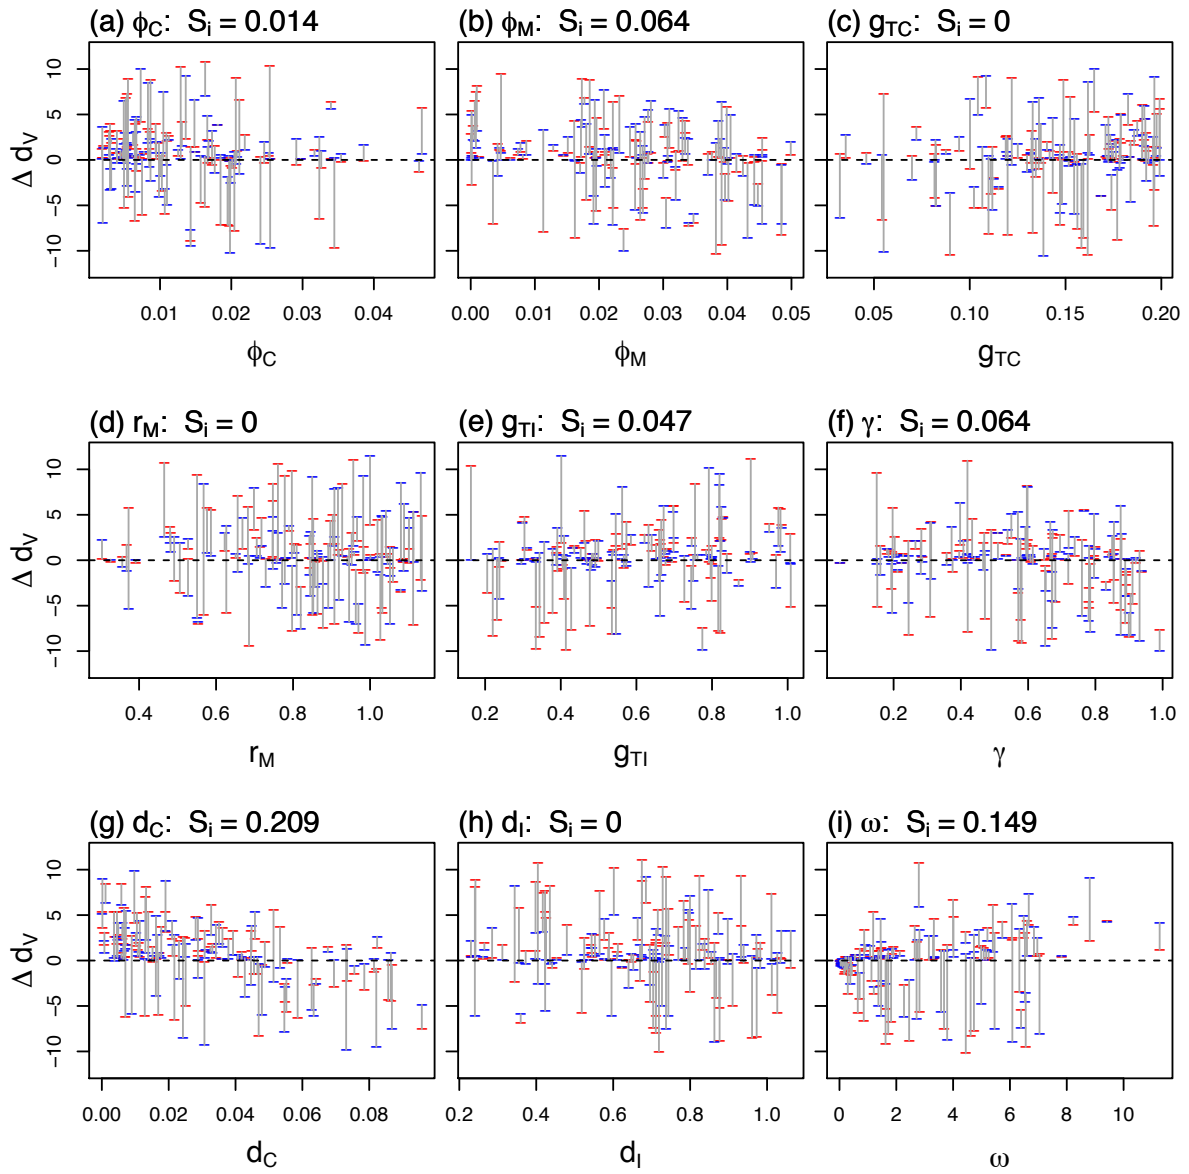 (a) ϕC: Si = 0.014
(b) ϕM: Si = 0.064
(c) gTC: Si = 0
Δ dV
10
5
0
−5
−10
0.01 0.02 0.03 0.04
0.00 0.01 0.02 0.03 0.04 0.05
0.05 0.10 0.15 0.20
ϕC
ϕM
gTC
(d) rM: Si = 0
(e) gTI: Si = 0.047
(f) γ: Si = 0.064
Δ dV
10
5
0
−5
−10
0.4 0.6 0.8 1.0
0.2 0.4 0.6 0.8 1.0
0.0 0.2 0.4 0.6 0.8 1.0
rM
gTI
γ
(g) dC: Si = 0.209
(h) dI: Si = 0
(i) ω: Si = 0.149
Δ dV
10
5
0
−5
−10
0.00 0.02 0.04 0.06 0.08
0.2 0.4 0.6 0.8 1.0
0 2 4 6 8 10
dC
dI
ω